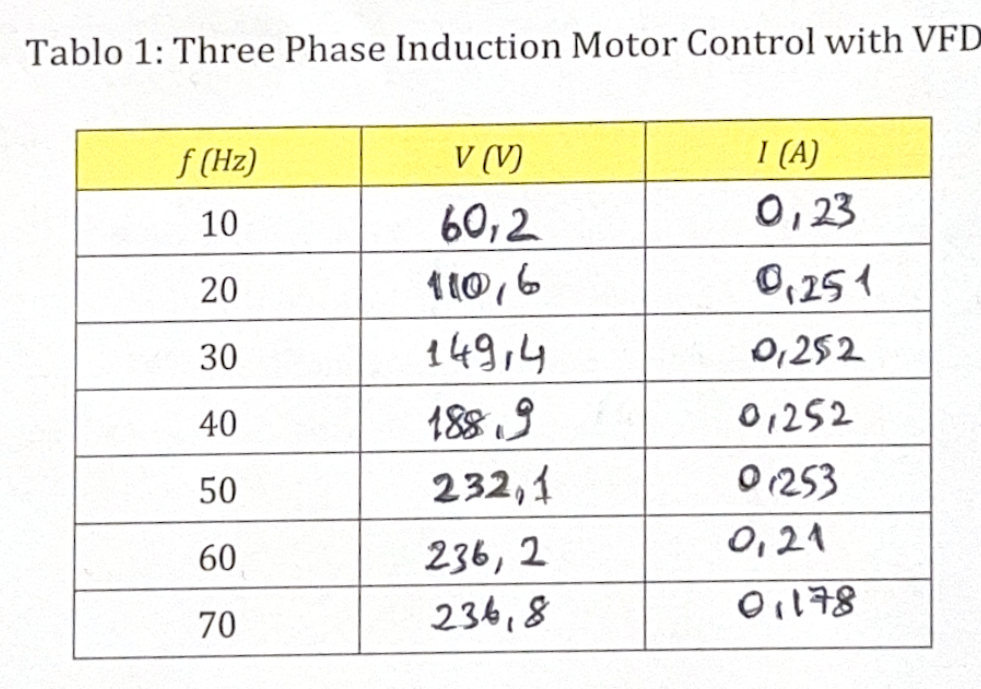 Tablo 1: Three Phase Induction Motor Control with VFD
f (Hz) V (V) I (A)
10 60,2 0,23
20 110,6 0,251
30 149,4 0,252
40 188,9 0,252
50 232,1 0,253
60 236,2 0,21
70 236,8 0,178